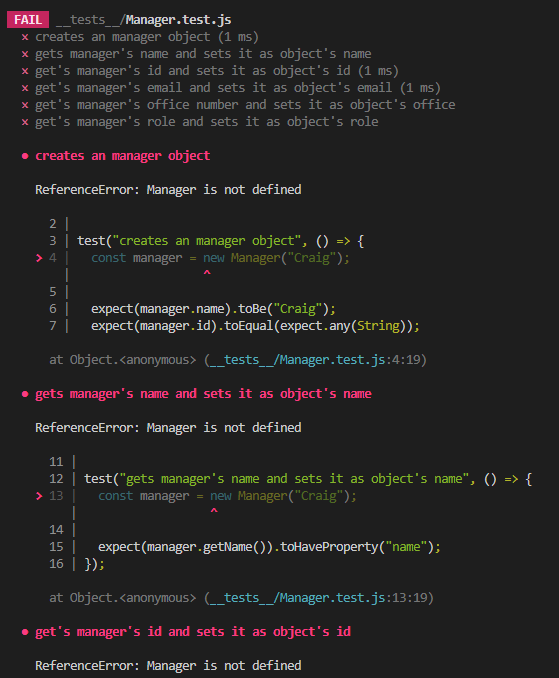 FAIL __tests__/Manager.test.js
× creates an manager object (1 ms)
× gets manager's name and sets it as object's name
× get's manager's id and sets it as object's id (1 ms)
× get's manager's email and sets it as object's email (1 ms)
× get's manager's office number and sets it as object's office
× get's manager's role and sets it as object's role
● creates an manager object
ReferenceError: Manager is not defined
2 |
3 | test("creates an manager object", () => {
> 4 |   const manager = new Manager("Craig");
|                   ^
5 |
6 |   expect(manager.name).toBe("Craig");
7 |   expect(manager.id).toEqual(expect.any(String));
at Object.<anonymous> (__tests__/Manager.test.js:4:19)
● gets manager's name and sets it as object's name
ReferenceError: Manager is not defined
11 |
12 | test("gets manager's name and sets it as object's name", () => {
> 13 |   const manager = new Manager("Craig");
|                   ^
14 |
15 |   expect(manager.getName()).toHaveProperty("name");
16 | });
at Object.<anonymous> (__tests__/Manager.test.js:13:19)
● get's manager's id and sets it as object's id
ReferenceError: Manager is not defined